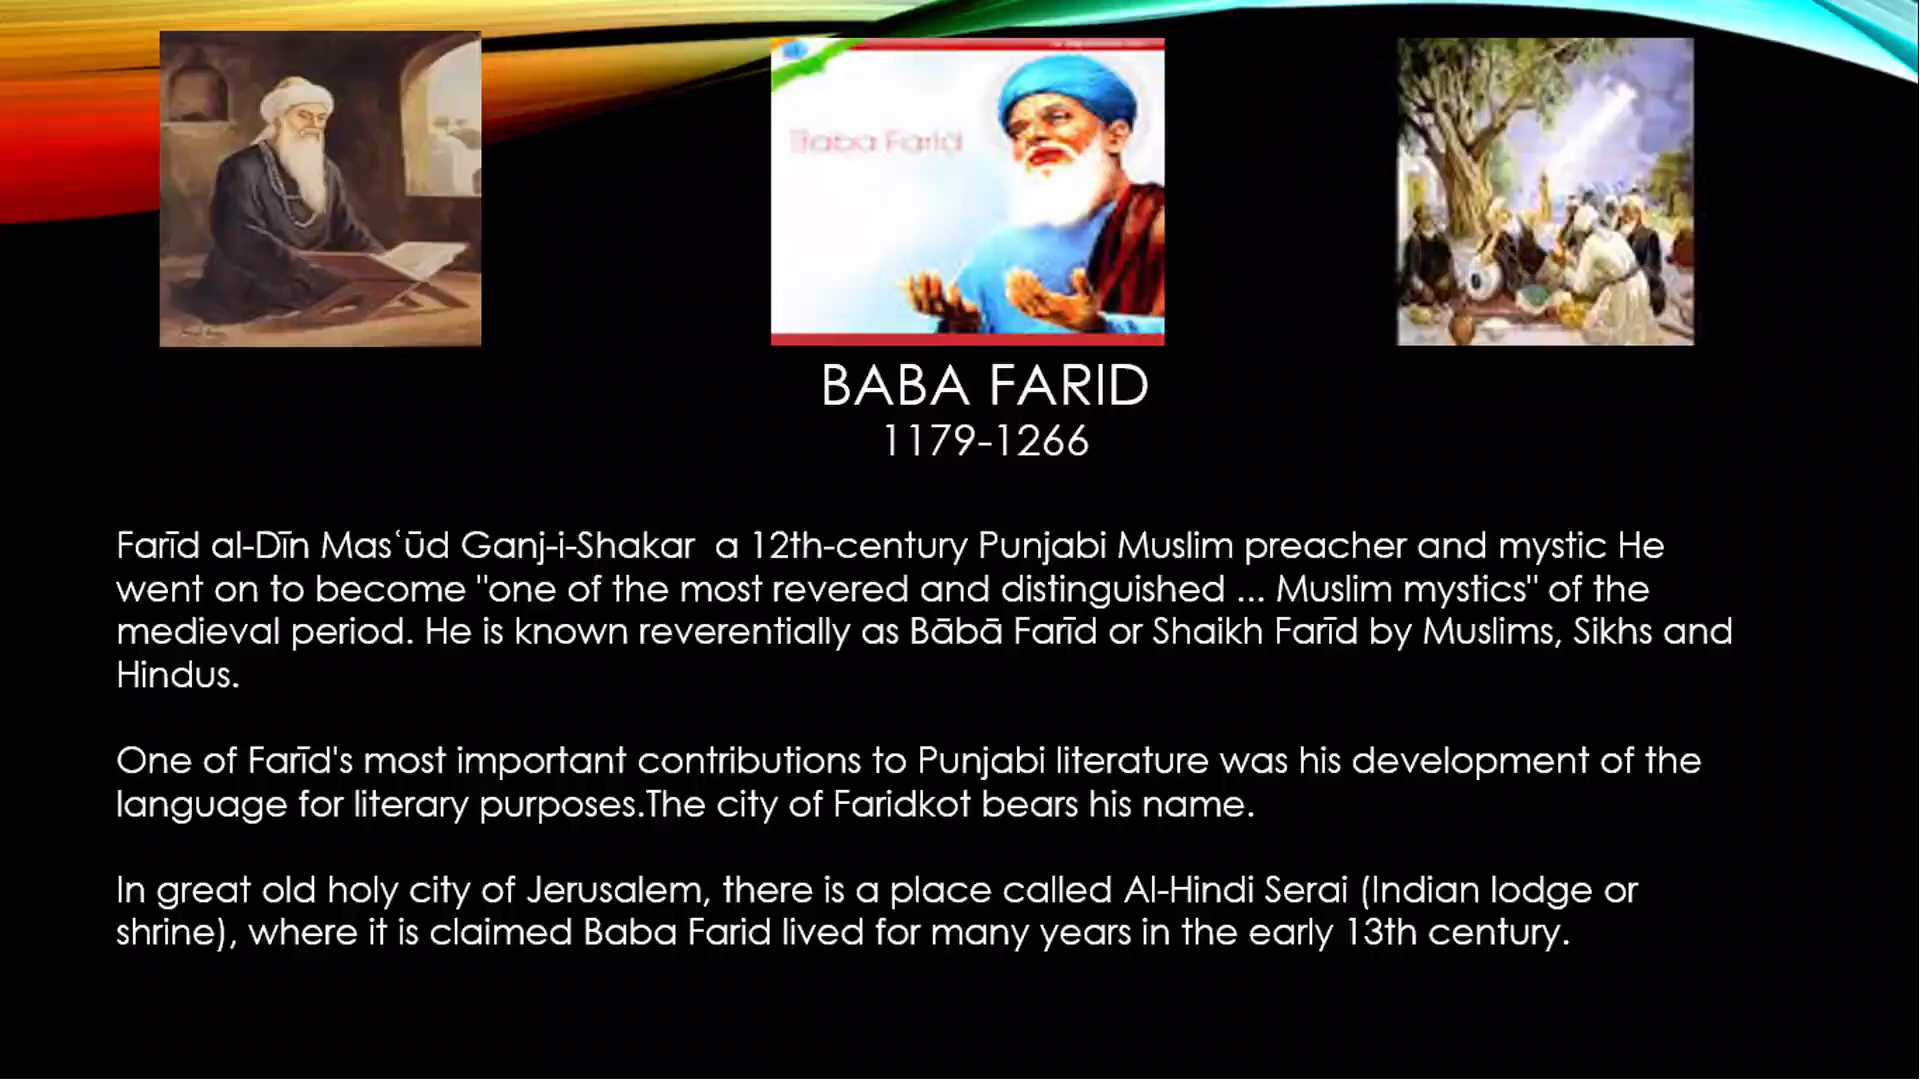 Baba Farid
BABA FARID
1179-1266
Farīd al-Dīn Masʿūd Ganj-i-Shakar a 12th-century Punjabi Muslim preacher and mystic He
went on to become "one of the most revered and distinguished ... Muslim mystics" of the
medieval period. He is known reverentially as Bābā Farīd or Shaikh Farīd by Muslims, Sikhs and
Hindus.
One of Farīd's most important contributions to Punjabi literature was his development of the
language for literary purposes.The city of Faridkot bears his name.
In great old holy city of Jerusalem, there is a place called Al-Hindi Serai (Indian lodge or
shrine), where it is claimed Baba Farid lived for many years in the early 13th century.